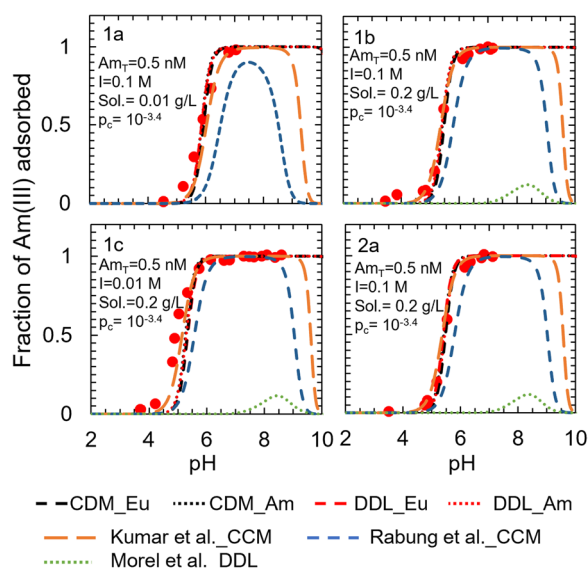 1a
Am_T=0.5 nM
I=0.1 M
Sol.= 0.01 g/L
p_c= 10^-3.4
1b
Am_T=0.5 nM
I=0.1 M
Sol.= 0.2 g/L
p_c= 10^-3.4
1
0.5
0
1c
Am_T=0.5 nM
I=0.01 M
Sol.=0.2 g/L
p_c= 10^-3.4
2a
Am_T=0.5 nM
I=0.1 M
Sol.= 0.2 g/L
p_c= 10^-3.4
1
0.5
0
Fraction of Am(III) adsorbed
2 4 6 8 10
2 4 6 8 10
pH pH
CDM_Eu CDM_Am DDL_Eu DDL_Am
Kumar et al._CCM Rabung et al._CCM
Morel et al. DDL